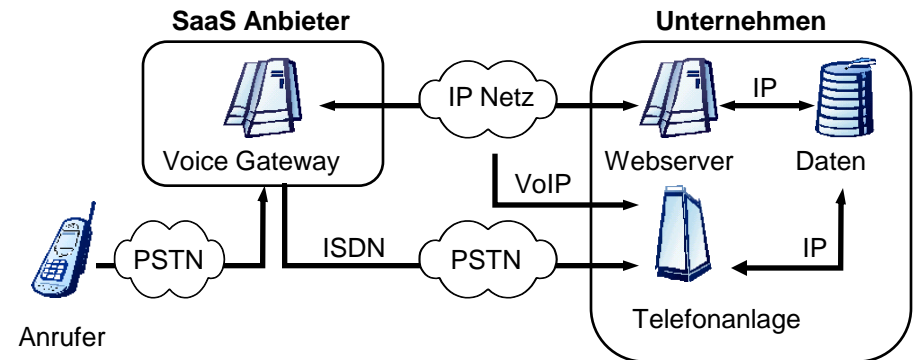 SaaS Anbieter
Unternehmen
IP Netz
IP
Voice Gateway
Webserver
Daten
VoIP
PSTN
ISDN
PSTN
IP
Telefonanlage
Anrufer